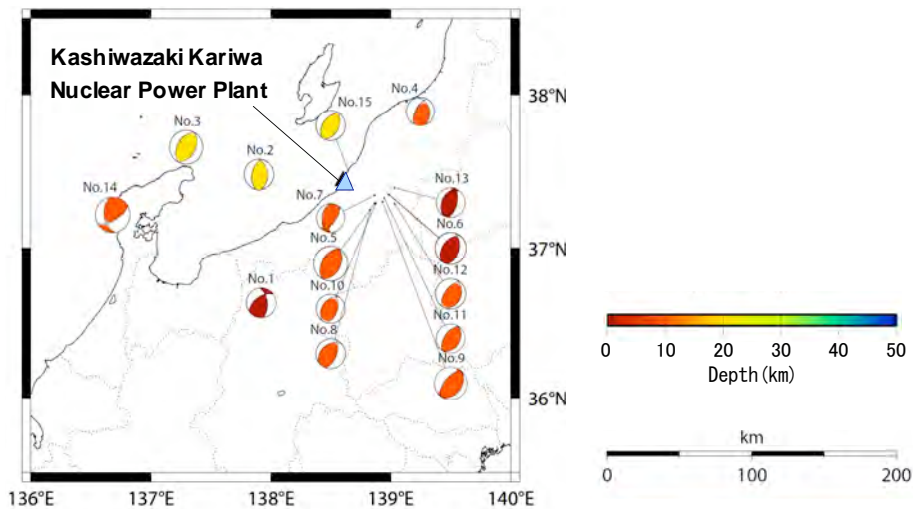 Kashiwazaki Kariwa
Nuclear Power Plant
No.15
No.4
38°N
No.3
No.2
No.14
No.7
No.13
No.5
No.6
37°N
No.1
No.10
No.12
No.8
No.11
No.9
36°N
136°E
137°E
138°E
139°E
140°E
0
10
20
30
40
50
Depth(km)
km
0
100
200